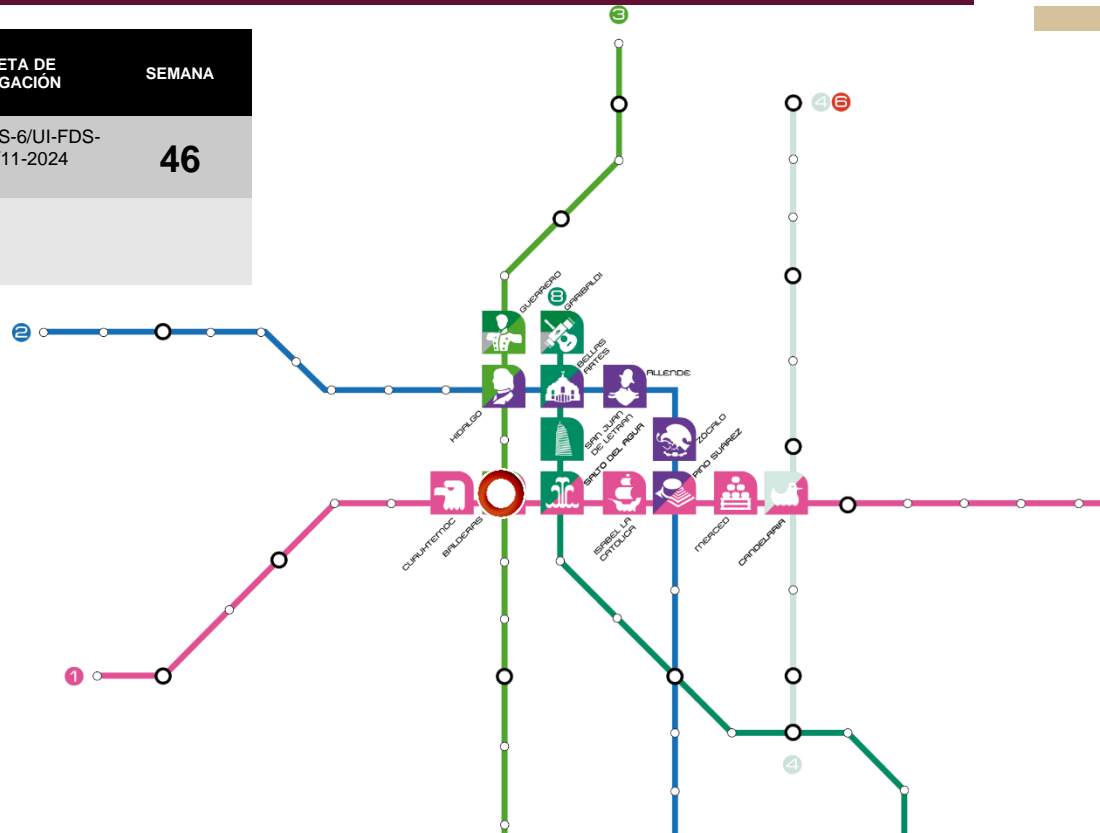 ETA DE
GACIÓN
SEMANA
S-6/UI-FDS-
/11-2024
46
3
4 6
GUERRERO
GARIBALDI
8
2
BELLAS
ARTES
ALLENDE
HIDALGO
SAN JUAN
DE LETRAN
SALTO DEL AGUA
ZOCALO
PINO SUÁREZ
CUAUHTEMOC
BALDERAS
ISABEL LA
CATOLICA
MERCED
CANDELARIA
1
4